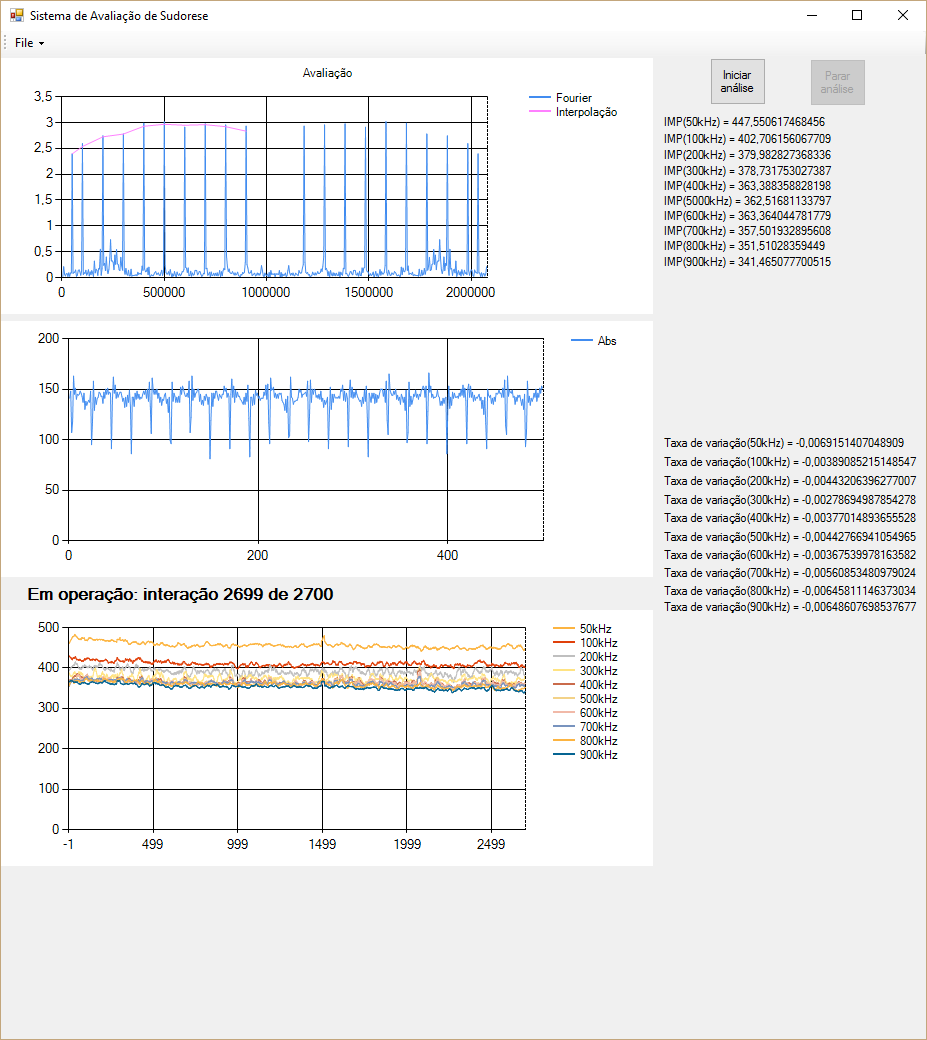 Sistema de Avaliação de Sudorese
File
Avaliação
3,5
3
2,5
2
1,5
1
0,5
0
0 500000 1000000 1500000 2000000
Fourier
Interpolação
Iniciar análise
Parar análise
IMP(50kHz) = 447,550617468456
IMP(100kHz) = 402,706156067709
IMP(200kHz) = 379,982827368336
IMP(300kHz) = 378,731753027387
IMP(400kHz) = 363,388358828198
IMP(5000kHz) = 362,51681133797
IMP(600kHz) = 363,364044781779
IMP(700kHz) = 357,501932895608
IMP(800kHz) = 351,51028359449
IMP(900kHz) = 341,465077700515
200
150
100
50
0
0 200 400
Abs
Taxa de variação(50kHz) = -0,0069151407048909
Taxa de variação(100kHz) = -0,00389085215148547
Taxa de variação(200kHz) = -0,00443206396277007
Taxa de variação(300kHz) = -0,00278694987854278
Taxa de variação(400kHz) = -0,00377014893655528
Taxa de variação(500kHz) = -0,00442766941054965
Taxa de variação(600kHz) = -0,00367539978163582
Taxa de variação(700kHz) = -0,00560853480979024
Taxa de variação(800kHz) = -0,00645811146373034
Taxa de variação(900kHz) = -0,00648607698537677
Em operação: interação 2699 de 2700
500
400
300
200
100
0
-1 499 999 1499 1999 2499
50kHz
100kHz
200kHz
300kHz
400kHz
500kHz
600kHz
700kHz
800kHz
900kHz